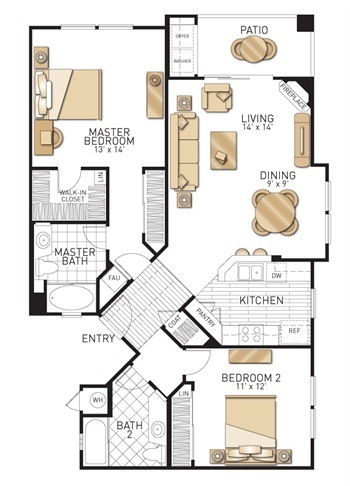 PATIO
DRYER
WASHER
FIREPLACE
MASTER
BEDROOM
13' x 14'
LIVING
14' x 14'
DINING
9' x 9'
WALK-IN
CLOSET
LIN
MASTER
BATH
FAU
DW
KITCHEN
PANTRY
COAT
REF
ENTRY
BEDROOM 2
11' x 12'
WH
LIN
BATH
2